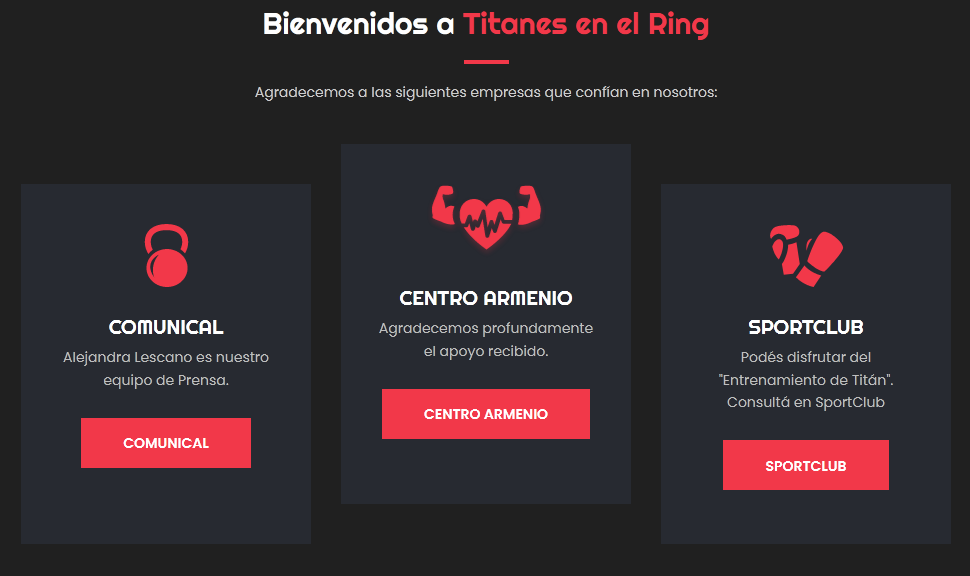 Bienvenidos a Titanes en el Ring
Agradecemos a las siguientes empresas que confían en nosotros:
COMUNICAL
Alejandra Lescano es nuestro
equipo de Prensa.
COMUNICAL
CENTRO ARMENIO
Agradecemos profundamente
el apoyo recibido.
CENTRO ARMENIO
SPORTCLUB
Podés disfrutar del
"Entrenamiento de Titán".
Consultá en SportClub
SPORTCLUB